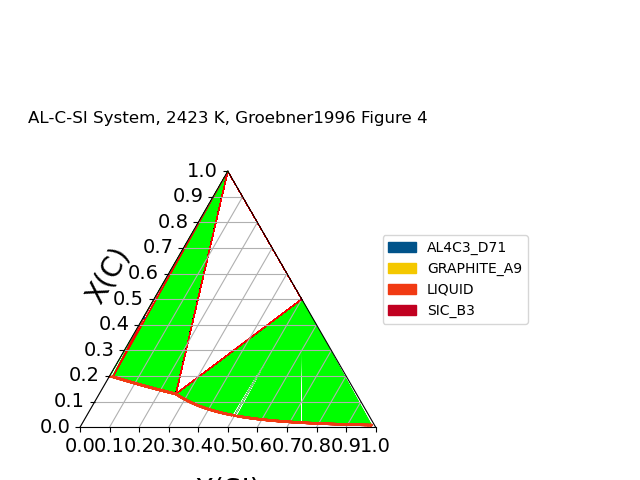 AL-C-SI System, 2423 K, Groebner1996 Figure 4
1.0
0.9
0.8
0.7
0.6
0.5
0.4
0.3
0.2
0.1
0.0
X(C)
AL4C3_D71
GRAPHITE_A9
LIQUID
SIC_B3
0.00.10.20.30.40.50.60.70.80.91.0
X(SI)